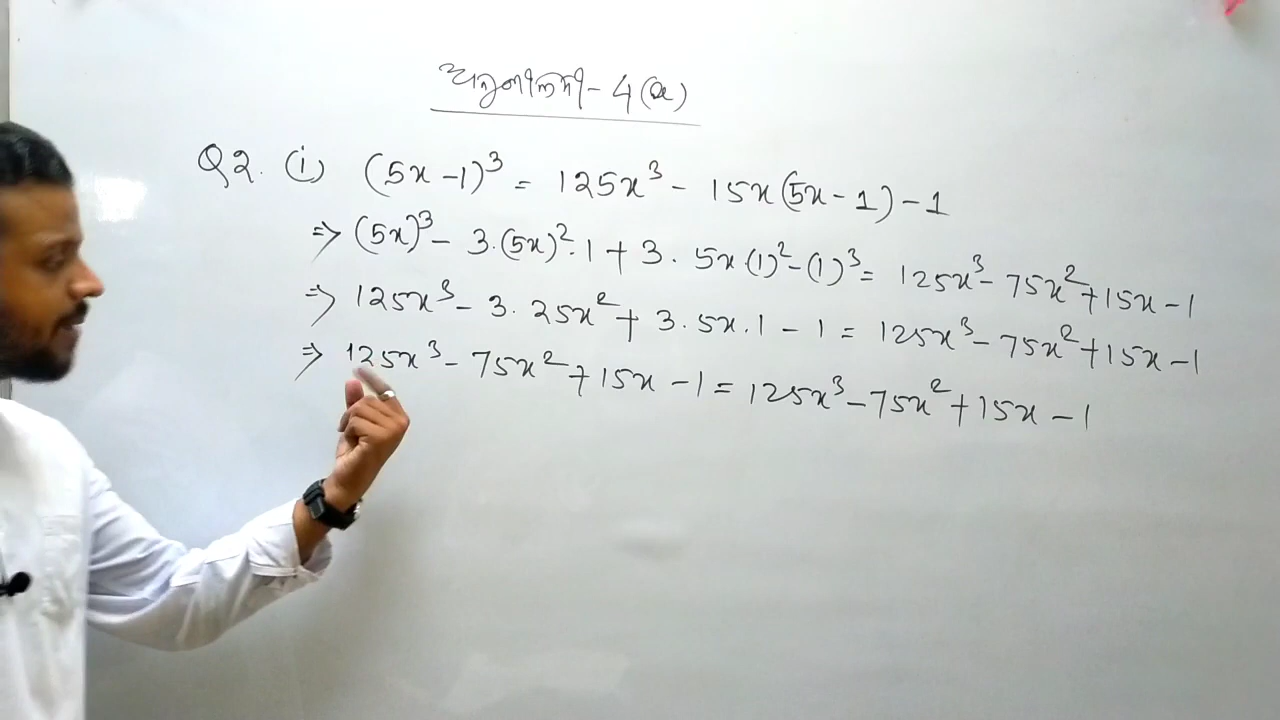 ଅନୁଶୀଳନୀ - 4 (a)
Q2. (i) (5x - 1)³ = 125x³ - 15x(5x - 1) - 1
⇒ (5x)³ - 3.(5x)².1 + 3. 5x.(1)² - (1)³ = 125x³ - 75x² + 15x - 1
⇒ 125x³ - 3. 25x² + 3. 5x.1 - 1 = 125x³ - 75x² + 15x - 1
⇒ 125x³ - 75x² + 15x - 1 = 125x³ - 75x² + 15x - 1